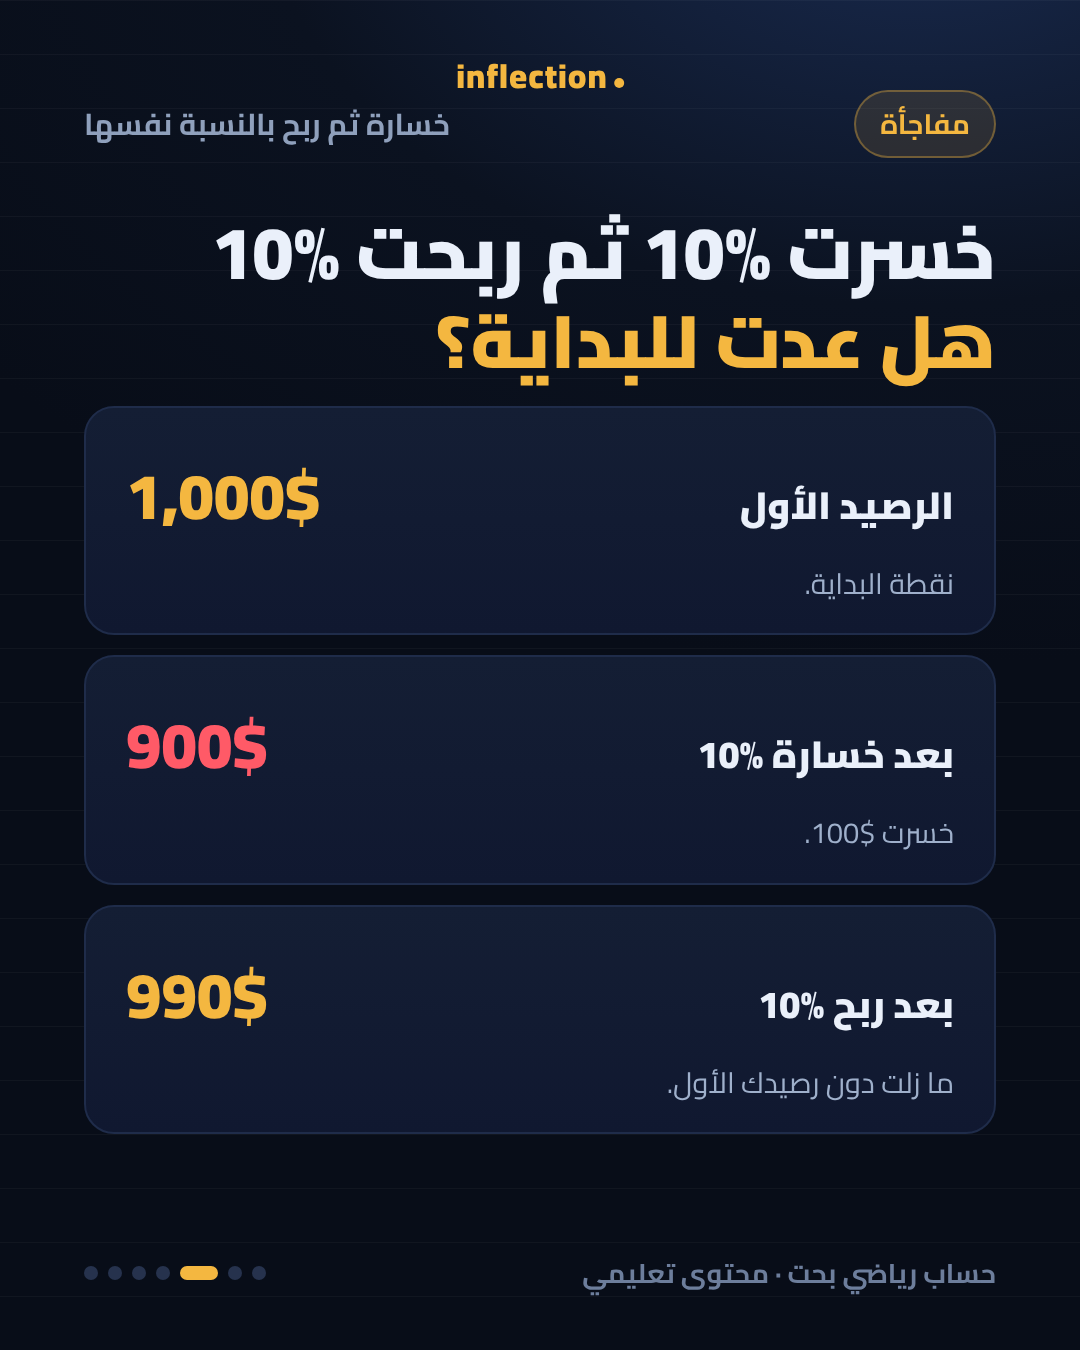 inflection.
مفاجأة
خسارة ثم ربح بالنسبة نفسها
خسرت 10% ثم ربحت 10%
هل عدت للبداية؟
الرصيد الأول
1,000$
نقطة البداية.
بعد خسارة 10%
900$
خسرت 100$.
بعد ربح 10%
990$
ما زلت دون رصيدك الأول.
حساب رياضي بحت · محتوى تعليمي